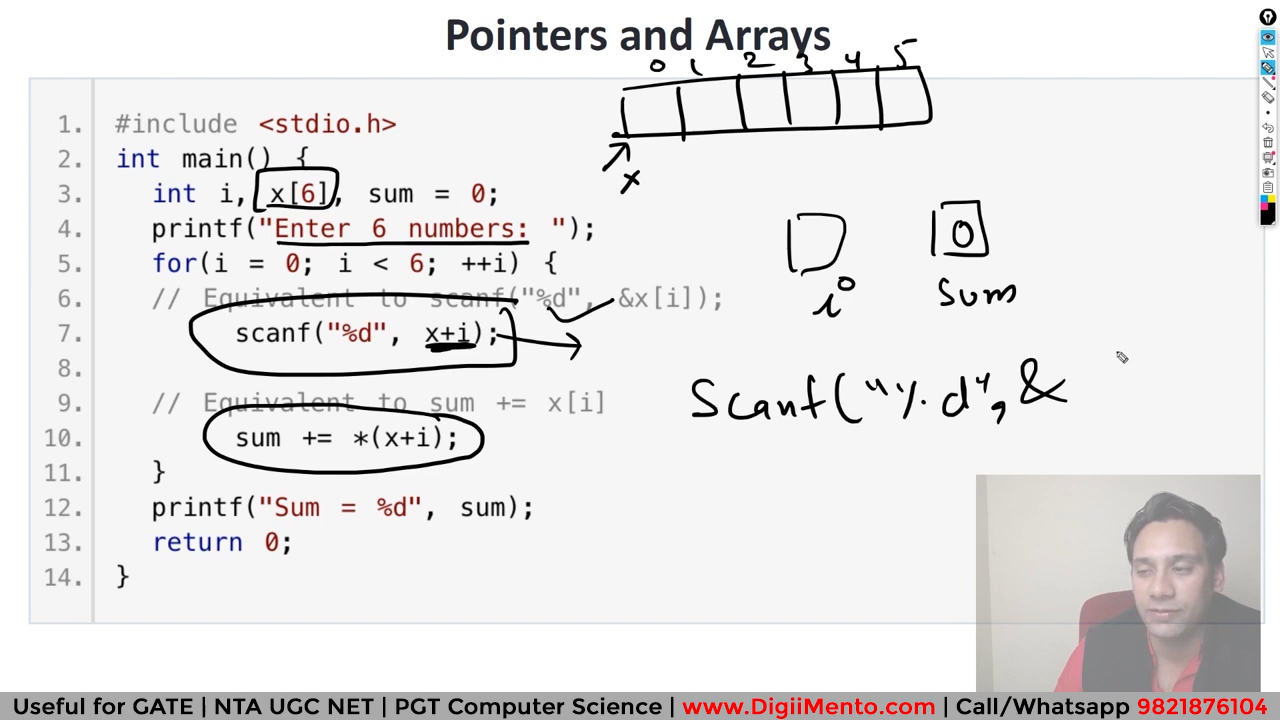 Pointers and Arrays
0 1 2 3 4 5
x
1. #include <stdio.h>
2. int main() {
3. int i, x[6], sum = 0;
4. printf("Enter 6 numbers: ");
5. for(i = 0; i < 6; ++i) {
6. // Equivalent to scanf("%d", &x[i]);
7. scanf("%d", x+i);
8.
9. // Equivalent to sum += x[i]
10. sum += *(x+i);
11. }
12. printf("Sum = %d", sum);
13. return 0;
14. }
0
i
Sum
Scanf("%d", &
Useful for GATE | NTA UGC NET | PGT Computer Science | www.DigiiMento.com | Call/Whatsapp 9821876104